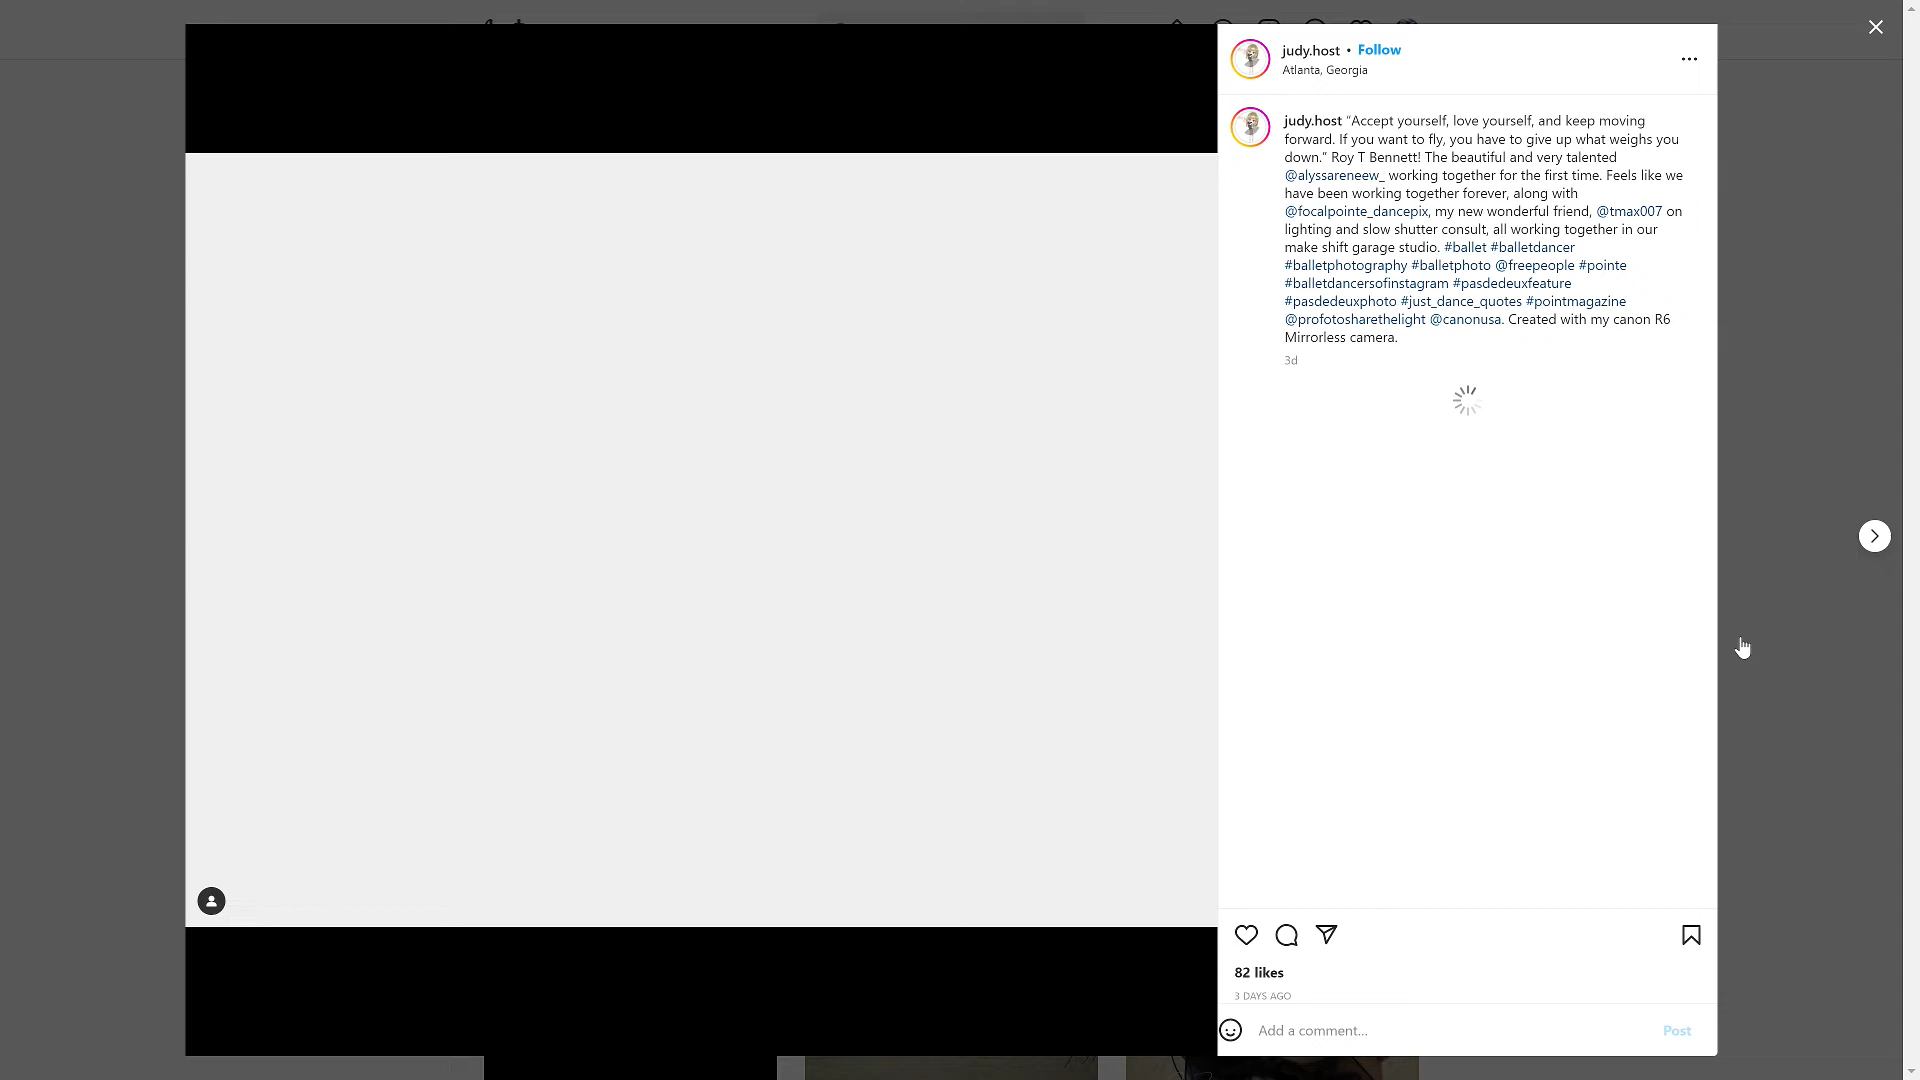 judy.host • Follow
Atlanta, Georgia
judy.host “Accept yourself, love yourself, and keep moving
forward. If you want to fly, you have to give up what weighs you
down.” Roy T Bennett! The beautiful and very talented
@alyssareneew_ working together for the first time. Feels like we
have been working together forever, along with
@focalpointe_dancepix, my new wonderful friend, @tmax007 on
lighting and slow shutter consult, all working together in our
make shift garage studio. #ballet #balletdancer
#balletphotography #balletphoto @freepeople #pointe
#balletdancersofinstagram #pasdedeuxfeature
#pasdedeuxphoto #just_dance_quotes #pointmagazine
@profotosharethelight @canonusa. Created with my canon R6
Mirrorless camera.
3d
82 likes
3 DAYS AGO
Add a comment...
Post